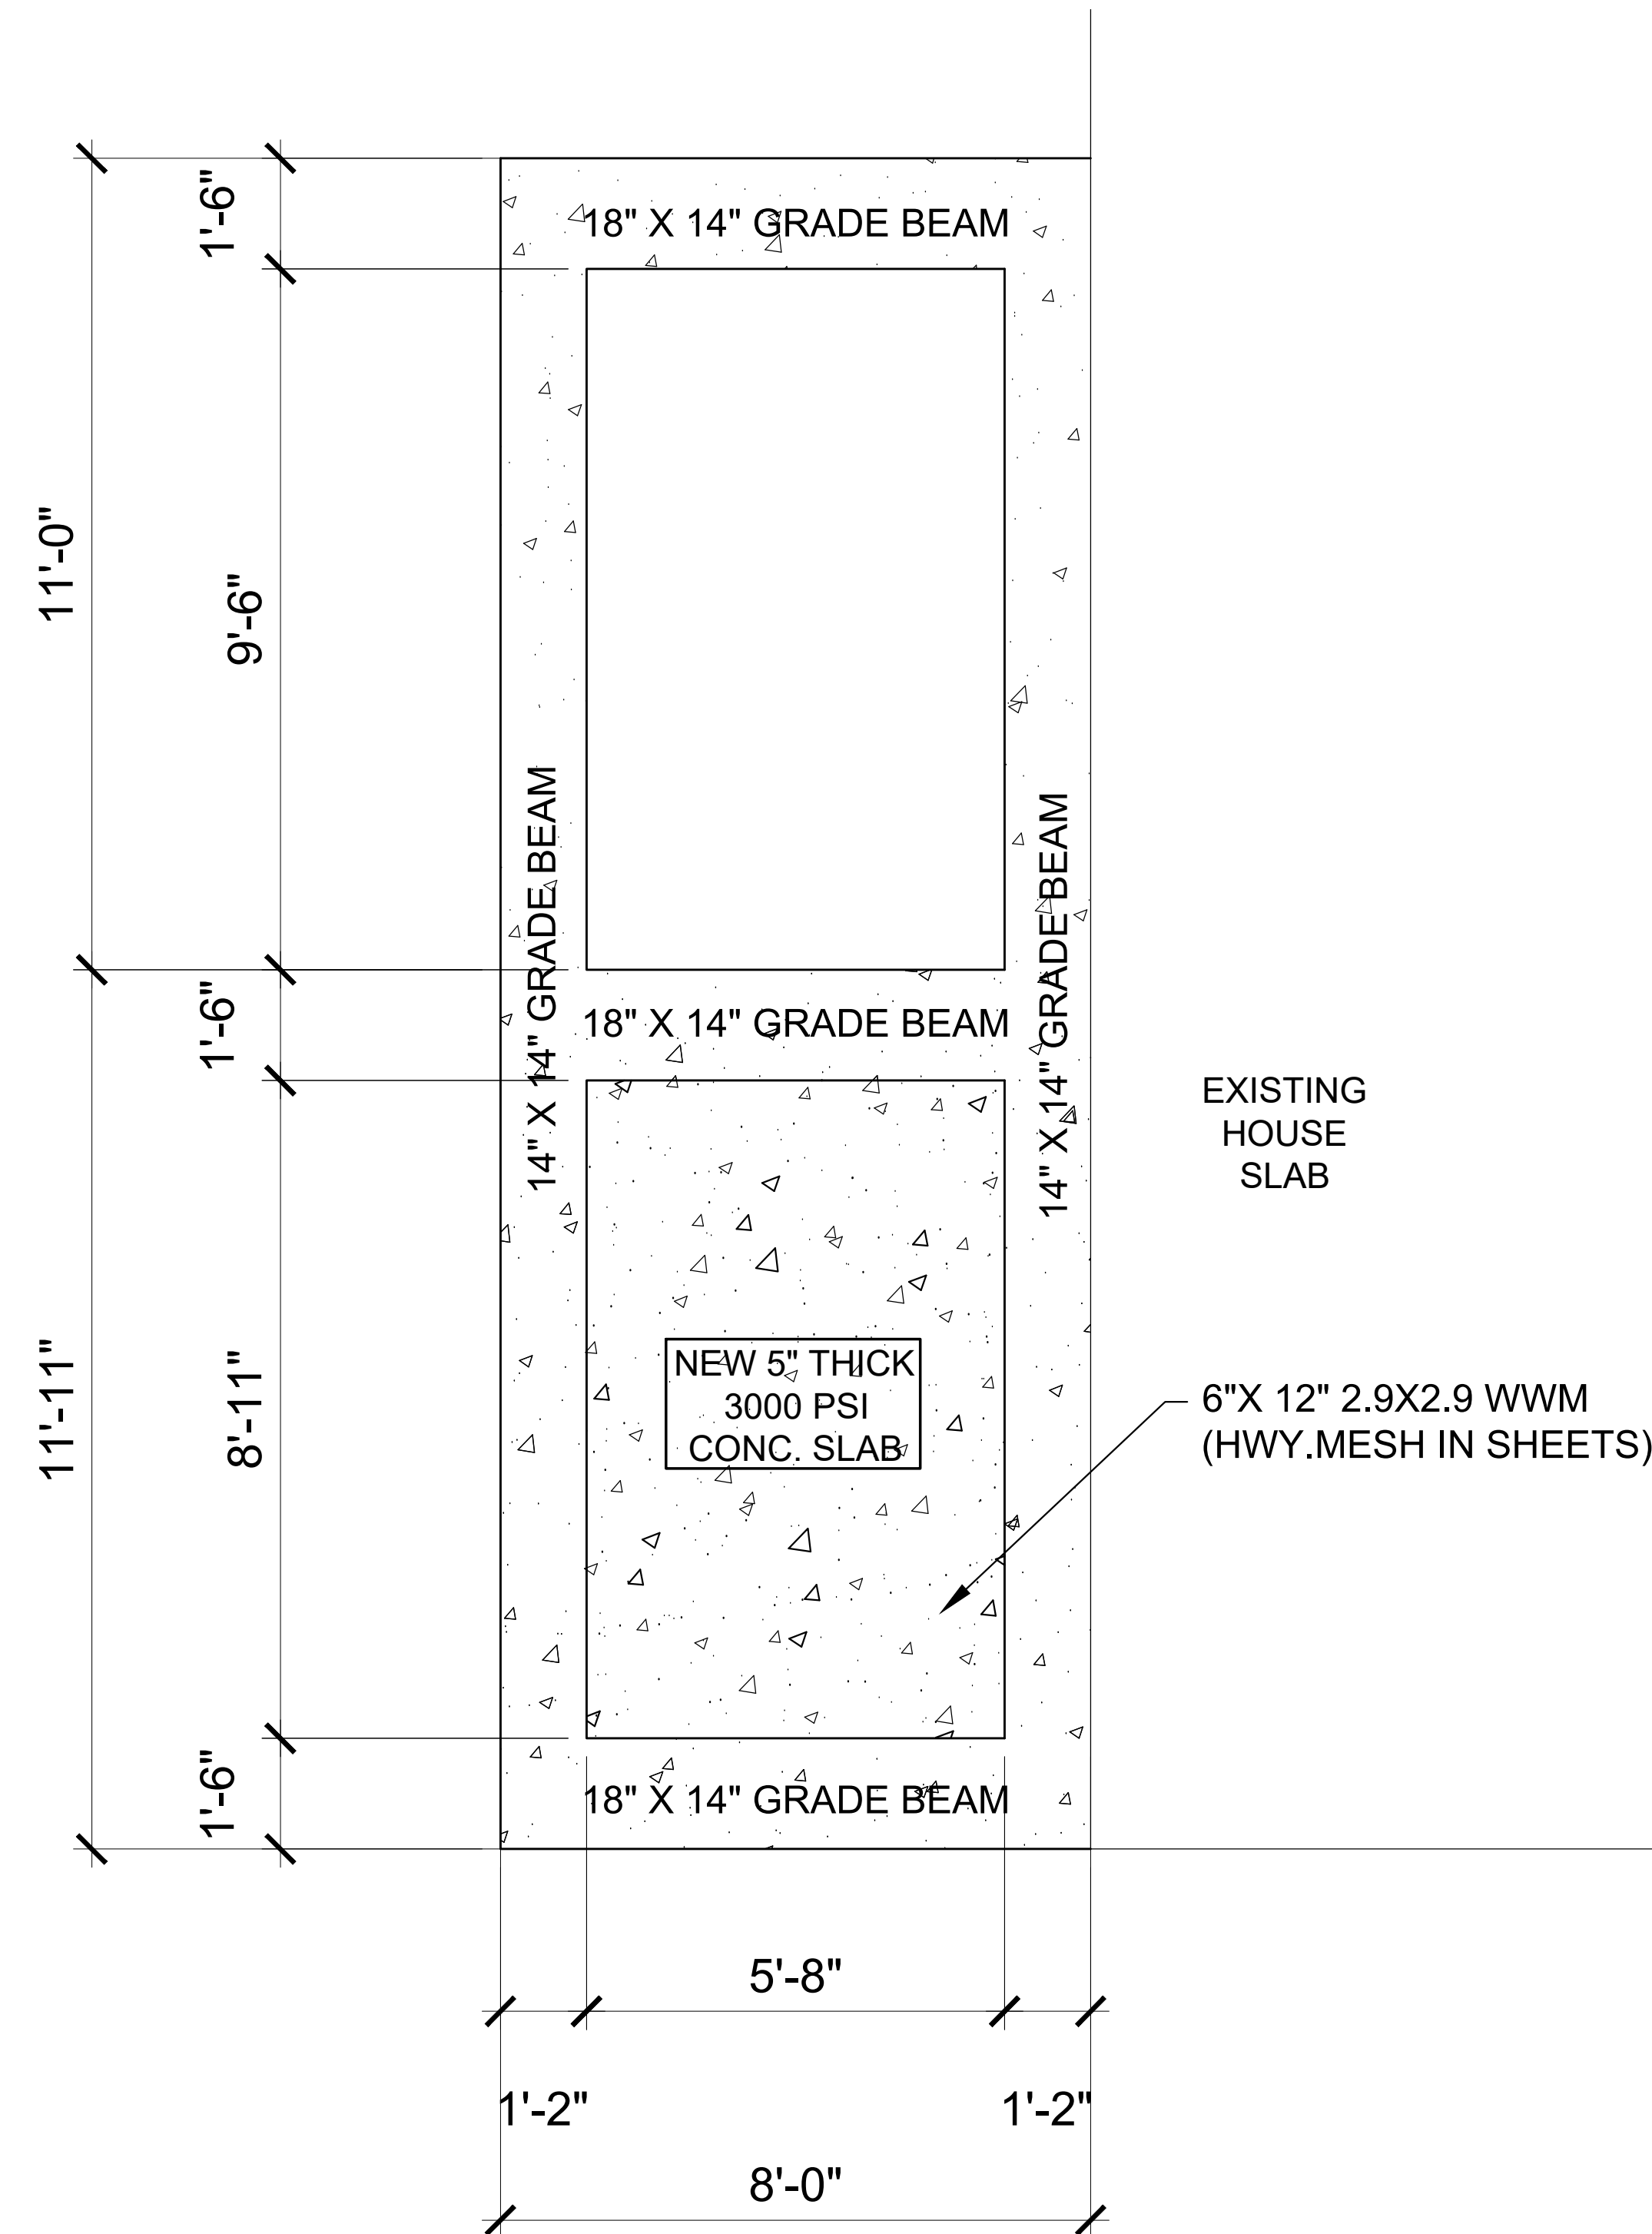 1'-6"
18" X 14" GRADE BEAM
11'-0"
9'-6"
14" X 14" GRADE BEAM
14" X 14" GRADE BEAM
1'-6"
18" X 14" GRADE BEAM
EXISTING
HOUSE
SLAB
11'-11"
8'-11"
NEW 5" THICK
3000 PSI
CONC. SLAB
6"X 12" 2.9X2.9 WWM
(HWY.MESH IN SHEETS)
1'-6"
18" X 14" GRADE BEAM
5'-8"
1'-2"
1'-2"
8'-0"